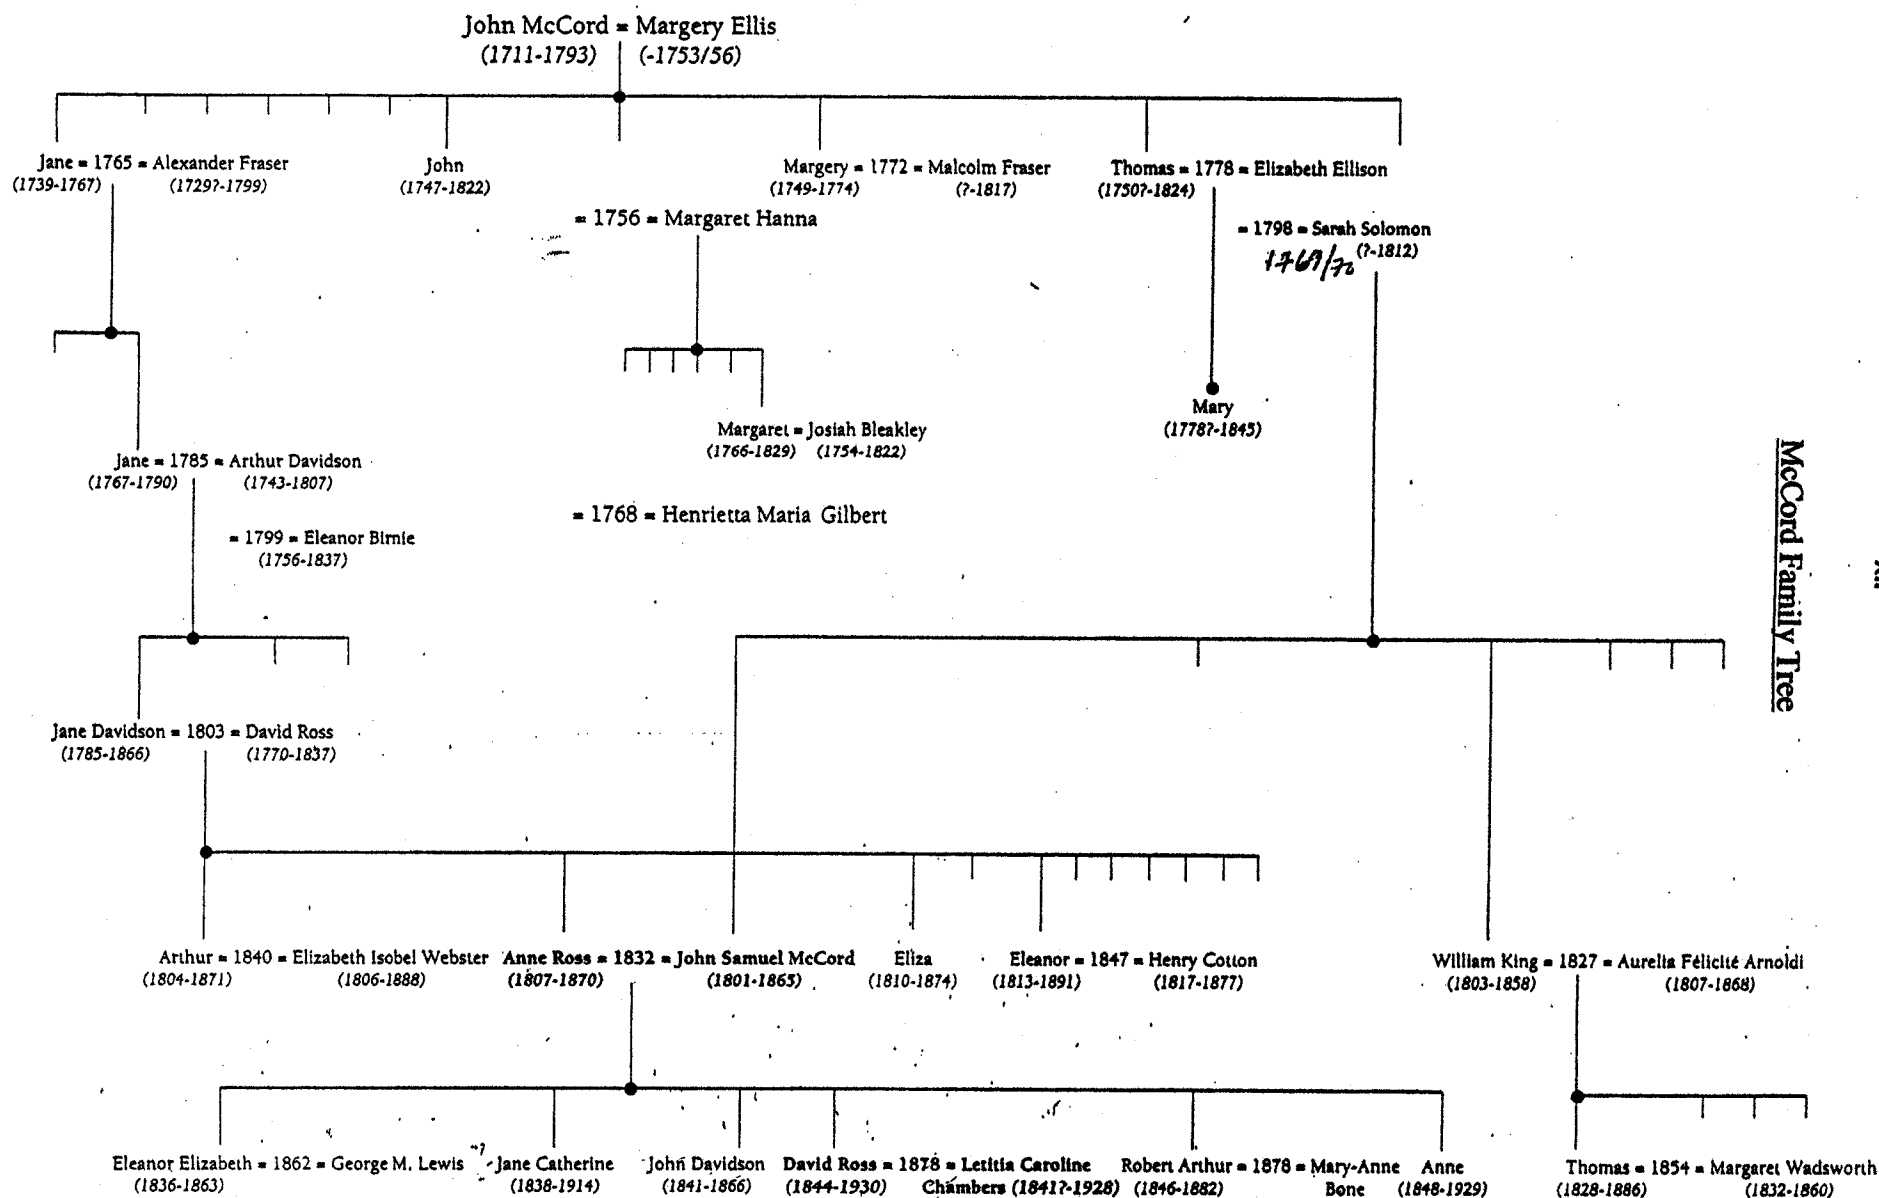 John McCord = Margery Ellis
(1711-1793) (-1753/56)
Jane = 1765 = Alexander Fraser
(1739-1767) (1729?-1799)
John
(1747-1822)
Margery = 1772 = Malcolm Fraser
(1749-1774) (?-1817)
Thomas = 1778 = Elizabeth Ellison
(1750?-1824)
= 1756 = Margaret Hanna
= 1798 = Sarah Solomon
1769/70 (?-1812)
Mary
(1778?-1845)
Margaret = Josiah Bleakley
(1766-1829) (1754-1822)
Jane = 1785 = Arthur Davidson
(1767-1790) (1743-1807)
= 1768 = Henrietta Maria Gilbert
= 1799 = Eleanor Birnie
(1756-1837)
McCord Family Tree
Jane Davidson = 1803 = David Ross
(1785-1866) (1770-1837)
Arthur = 1840 = Elizabeth Isobel Webster
(1804-1871) (1806-1888)
Anne Ross = 1832 = John Samuel McCord
(1807-1870) (1801-1865)
Eliza
(1810-1874)
Eleanor = 1847 = Henry Cotton
(1813-1891) (1817-1877)
William King = 1827 = Aurelia Félicité Arnoldi
(1803-1858) (1807-1868)
Eleanor Elizabeth = 1862 = George M. Lewis
(1836-1863)
Jane Catherine
(1838-1914)
John Davidson
(1841-1866)
David Ross = 1878 = Letitia Caroline
(1844-1930) Chambers (1841?-1928)
Robert Arthur = 1878 = Mary-Anne
(1846-1882) Bone
Anne
(1848-1929)
Thomas = 1854 = Margaret Wadsworth
(1828-1886) (1832-1860)